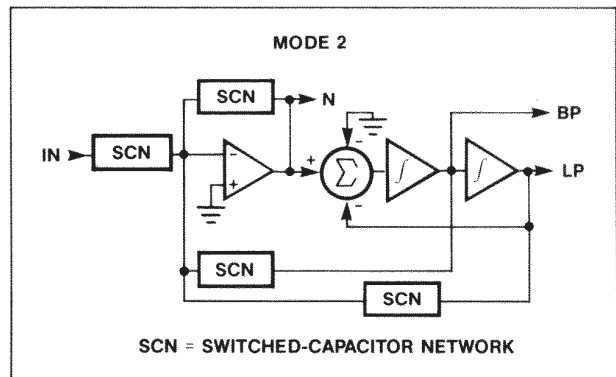 MODE 2
SCN
N
BP
IN
SCN
−
+
+
Σ
−
−
∫
∫
LP
SCN
SCN
SCN = SWITCHED-CAPACITOR NETWORK